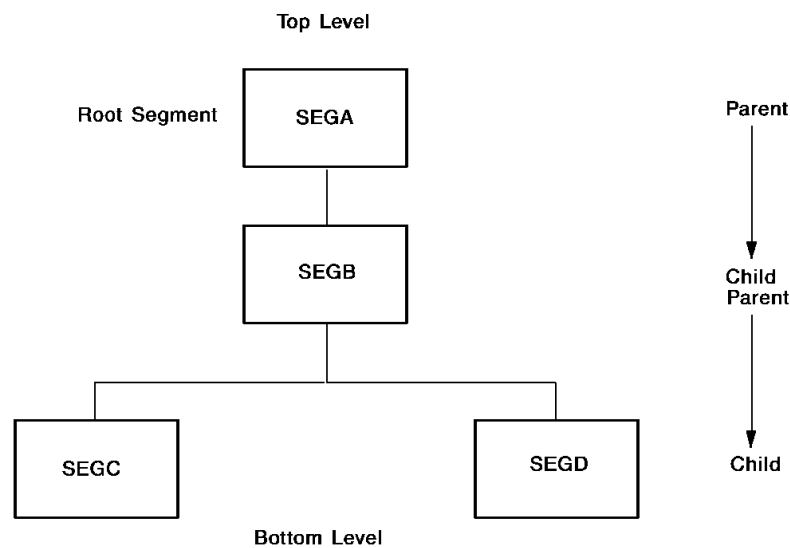 Top Level
Root Segment
SEGA
Parent
SEGB
Child
Parent
SEGC
SEGD
Child
Bottom Level